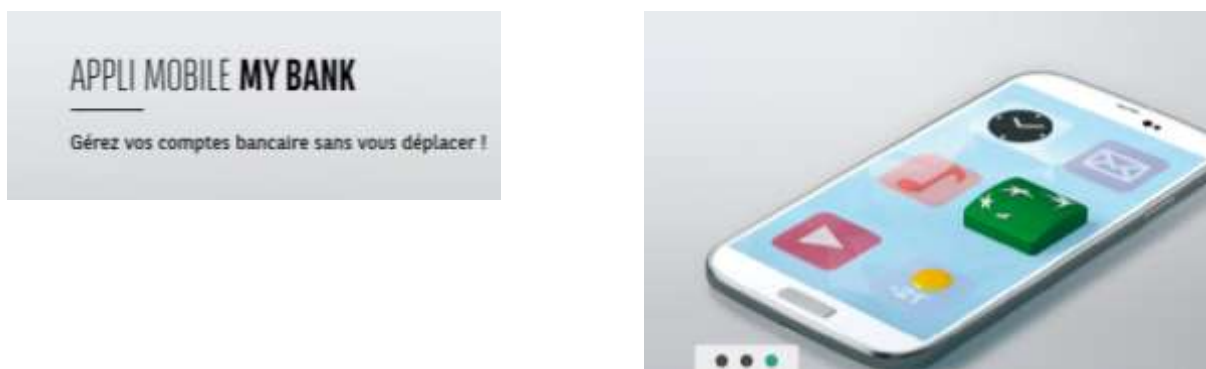 APPLI MOBILE MY BANK
Gérez vos comptes bancaire sans vous déplacer !